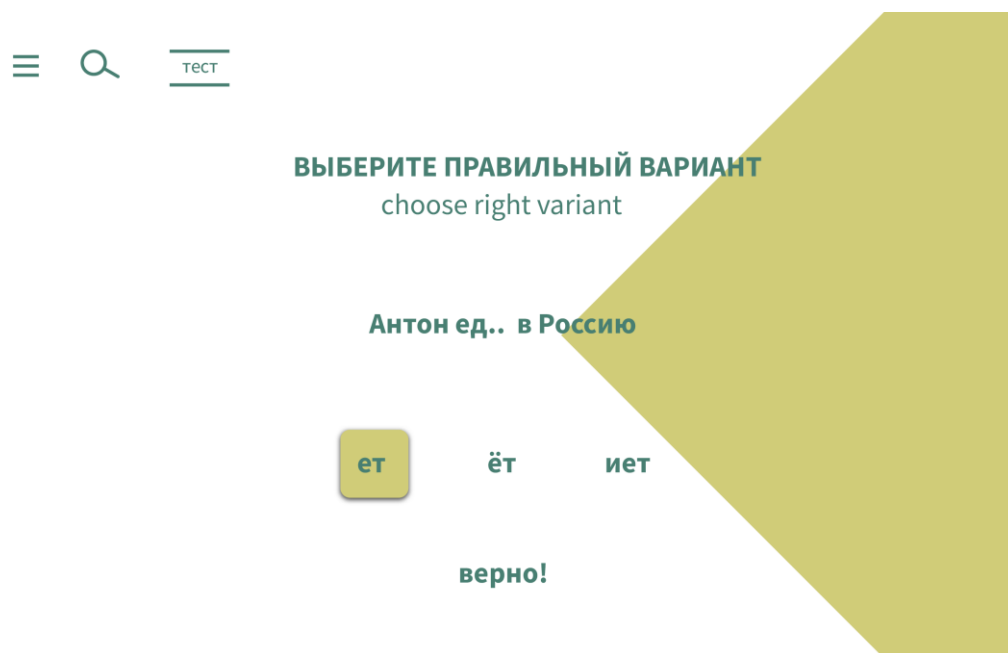 тест
ВЫБЕРИТЕ ПРАВИЛЬНЫЙ ВАРИАНТ
choose right variant
Антон ед.. в Россию
ет ёт иет
верно!